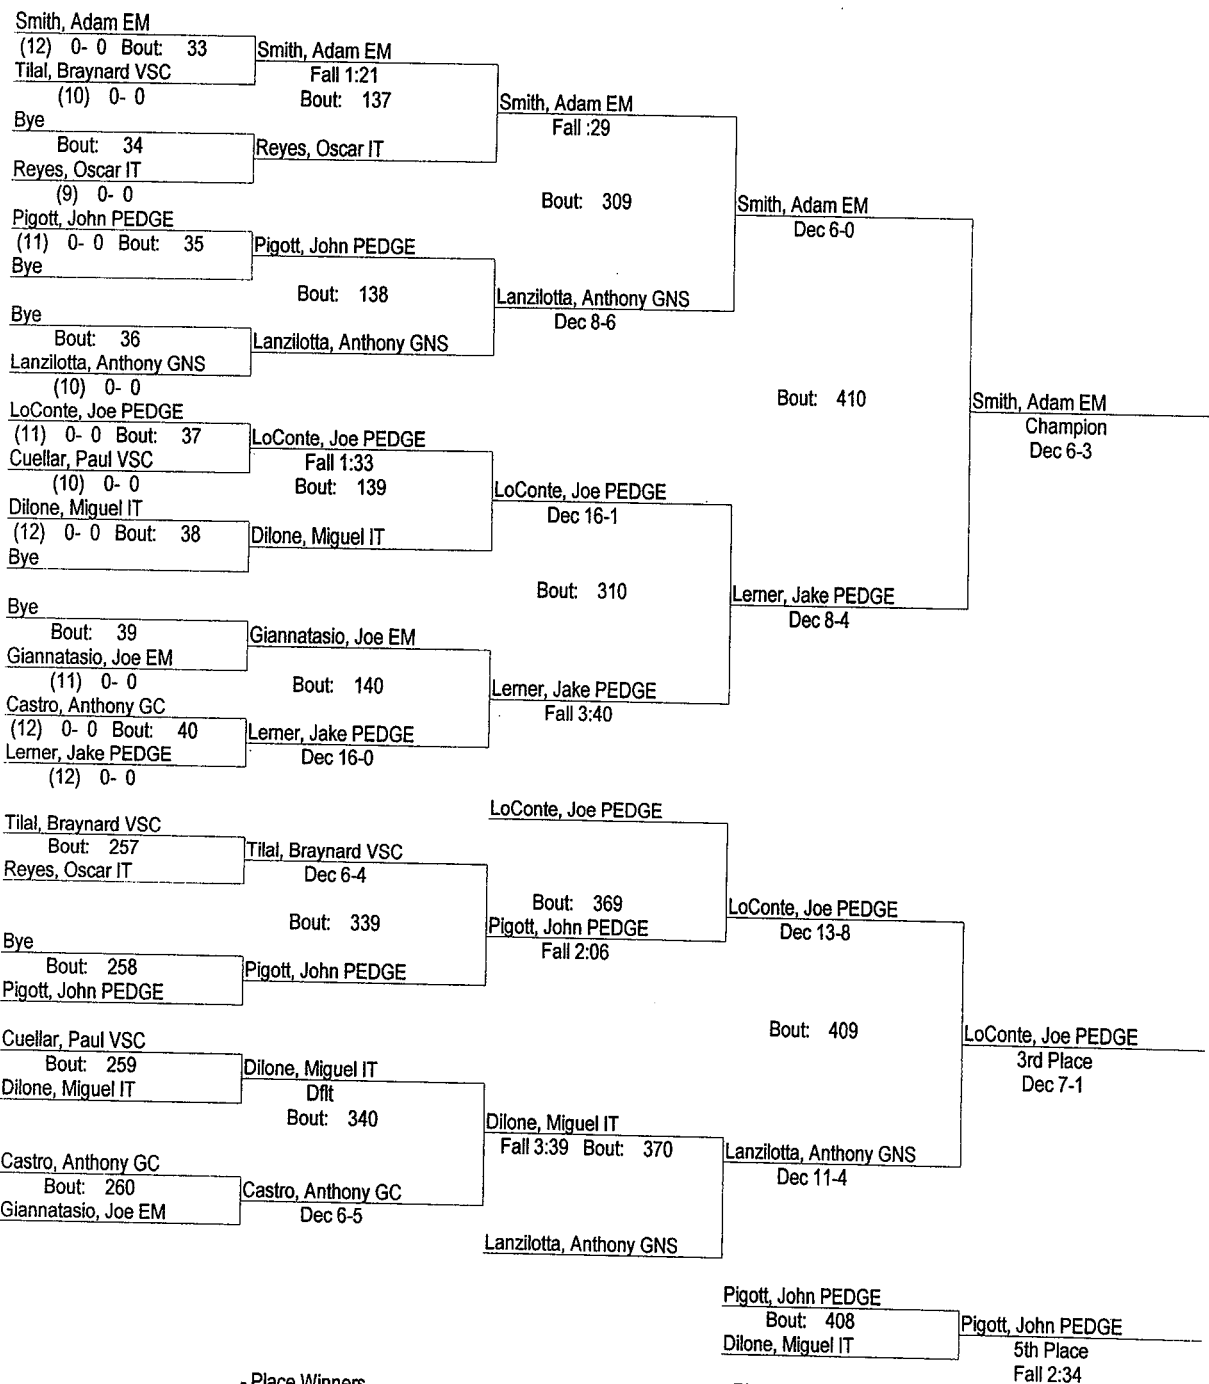 Smith, Adam EM
(12) 0- 0 Bout: 33
Tilal, Braynard VSC
(10) 0- 0
Bye
Bout: 34
Reyes, Oscar IT
(9) 0- 0
Pigott, John PEDGE
(11) 0- 0 Bout: 35
Bye
Bye
Bout: 36
Lanzilotta, Anthony GNS
(10) 0- 0
LoConte, Joe PEDGE
(11) 0- 0 Bout: 37
Cuellar, Paul VSC
(10) 0- 0
Dilone, Miguel IT
(12) 0- 0 Bout: 38
Bye
Bye
Bout: 39
Giannatasio, Joe EM
(11) 0- 0
Castro, Anthony GC
(12) 0- 0 Bout: 40
Lerner, Jake PEDGE
(12) 0- 0
Smith, Adam EM
Fall 1:21
Bout: 137
Reyes, Oscar IT
Pigott, John PEDGE
Bout: 138
Lanzilotta, Anthony GNS
LoConte, Joe PEDGE
Fall 1:33
Bout: 139
Dilone, Miguel IT
Giannatasio, Joe EM
Bout: 140
Lerner, Jake PEDGE
Dec 16-0
Smith, Adam EM
Fall :29
Bout: 309
Lanzilotta, Anthony GNS
Dec 8-6
LoConte, Joe PEDGE
Dec 16-1
Bout: 310
Lerner, Jake PEDGE
Fall 3:40
Smith, Adam EM
Dec 6-0
Bout: 410
Lerner, Jake PEDGE
Dec 8-4
Smith, Adam EM
Champion
Dec 6-3
Tilal, Braynard VSC
Bout: 257
Reyes, Oscar IT
Bye
Bout: 258
Pigott, John PEDGE
Cuellar, Paul VSC
Bout: 259
Dilone, Miguel IT
Castro, Anthony GC
Bout: 260
Giannatasio, Joe EM
Tilal, Braynard VSC
Dec 6-4
Bout: 339
Pigott, John PEDGE
Dilone, Miguel IT
Dflt
Bout: 340
Castro, Anthony GC
Dec 6-5
LoConte, Joe PEDGE
Bout: 369
Pigott, John PEDGE
Fall 2:06
Dilone, Miguel IT
Fall 3:39 Bout: 370
Lanzilotta, Anthony GNS
LoConte, Joe PEDGE
Dec 13-8
Bout: 409
Lanzilotta, Anthony GNS
Dec 11-4
LoConte, Joe PEDGE
3rd Place
Dec 7-1
Pigott, John PEDGE
Bout: 408
Dilone, Miguel IT
Pigott, John PEDGE
5th Place
Fall 2:34
- Place Winners